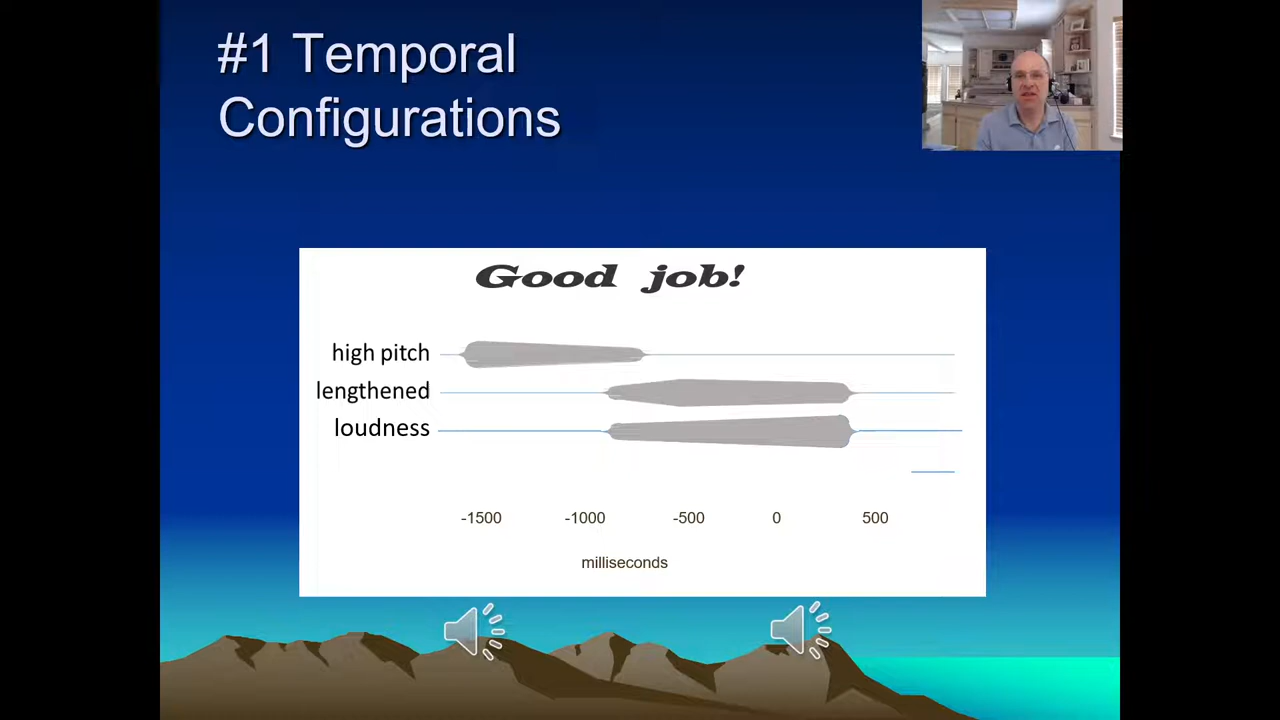 #1 Temporal
Configurations
Good job!
high pitch
lengthened
loudness
-1500 -1000 -500 0 500
milliseconds